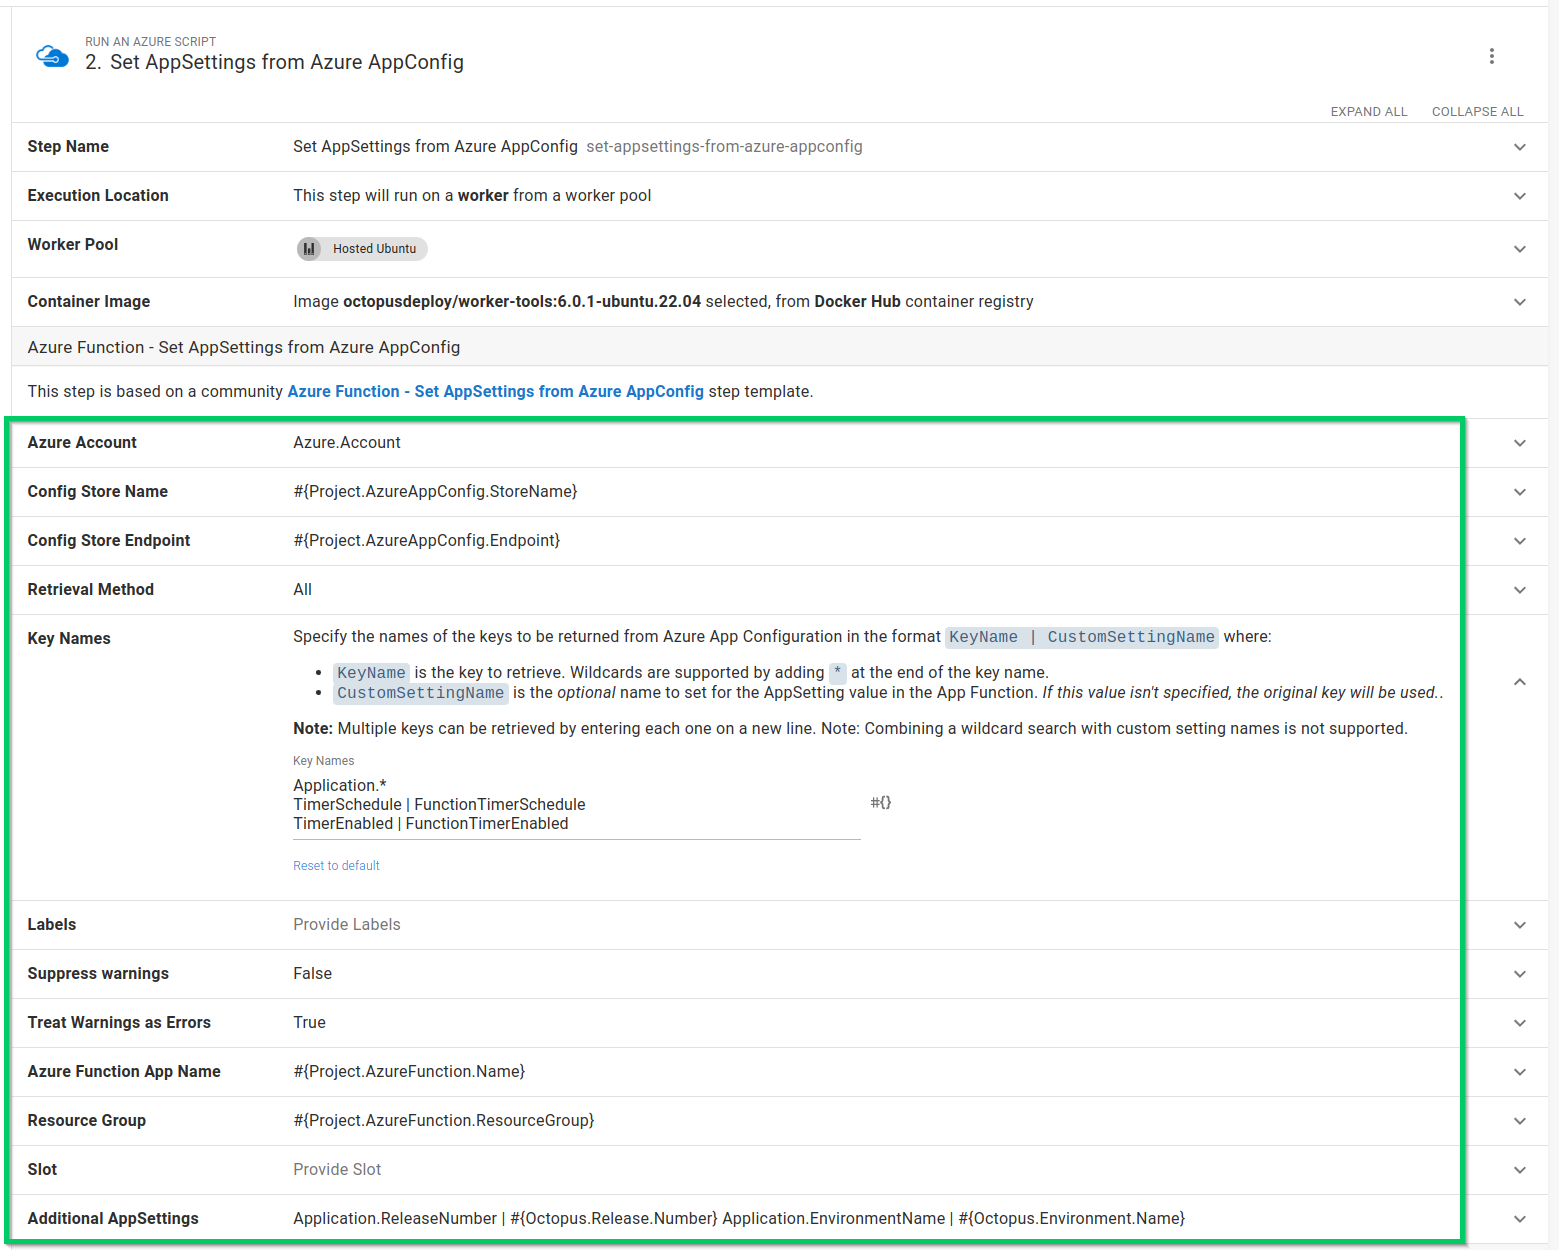 RUN AN AZURE SCRIPT
2. Set AppSettings from Azure AppConfig
EXPAND ALL COLLAPSE ALL
Step Name Set AppSettings from Azure AppConfig set-appsettings-from-azure-appconfig
Execution Location This step will run on a worker from a worker pool
Worker Pool Hosted Ubuntu
Container Image Image octopusdeploy/worker-tools:6.0.1-ubuntu.22.04 selected, from Docker Hub container registry
Azure Function - Set AppSettings from Azure AppConfig
This step is based on a community Azure Function - Set AppSettings from Azure AppConfig step template.
Azure Account Azure.Account
Config Store Name #{Project.AzureAppConfig.StoreName}
Config Store Endpoint #{Project.AzureAppConfig.Endpoint}
Retrieval Method All
Key Names Specify the names of the keys to be returned from Azure App Configuration in the format KeyName | CustomSettingName where:
• KeyName is the key to retrieve. Wildcards are supported by adding * at the end of the key name.
• CustomSettingName is the optional name to set for the AppSetting value in the App Function. If this value isn't specified, the original key will be used..
Note: Multiple keys can be retrieved by entering each one on a new line. Note: Combining a wildcard search with custom setting names is not supported.
Key Names
Application.*
TimerSchedule | FunctionTimerSchedule #{}
TimerEnabled | FunctionTimerEnabled
Reset to default
Labels Provide Labels
Suppress warnings False
Treat Warnings as Errors True
Azure Function App Name #{Project.AzureFunction.Name}
Resource Group #{Project.AzureFunction.ResourceGroup}
Slot Provide Slot
Additional AppSettings Application.ReleaseNumber | #{Octopus.Release.Number} Application.EnvironmentName | #{Octopus.Environment.Name}